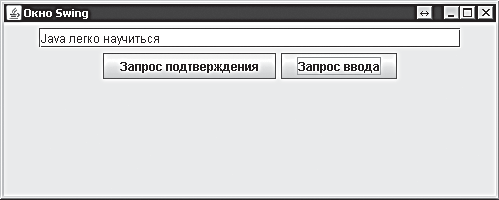 Окно Swing
Java легко научиться
Запрос подтверждения
Запрос ввода